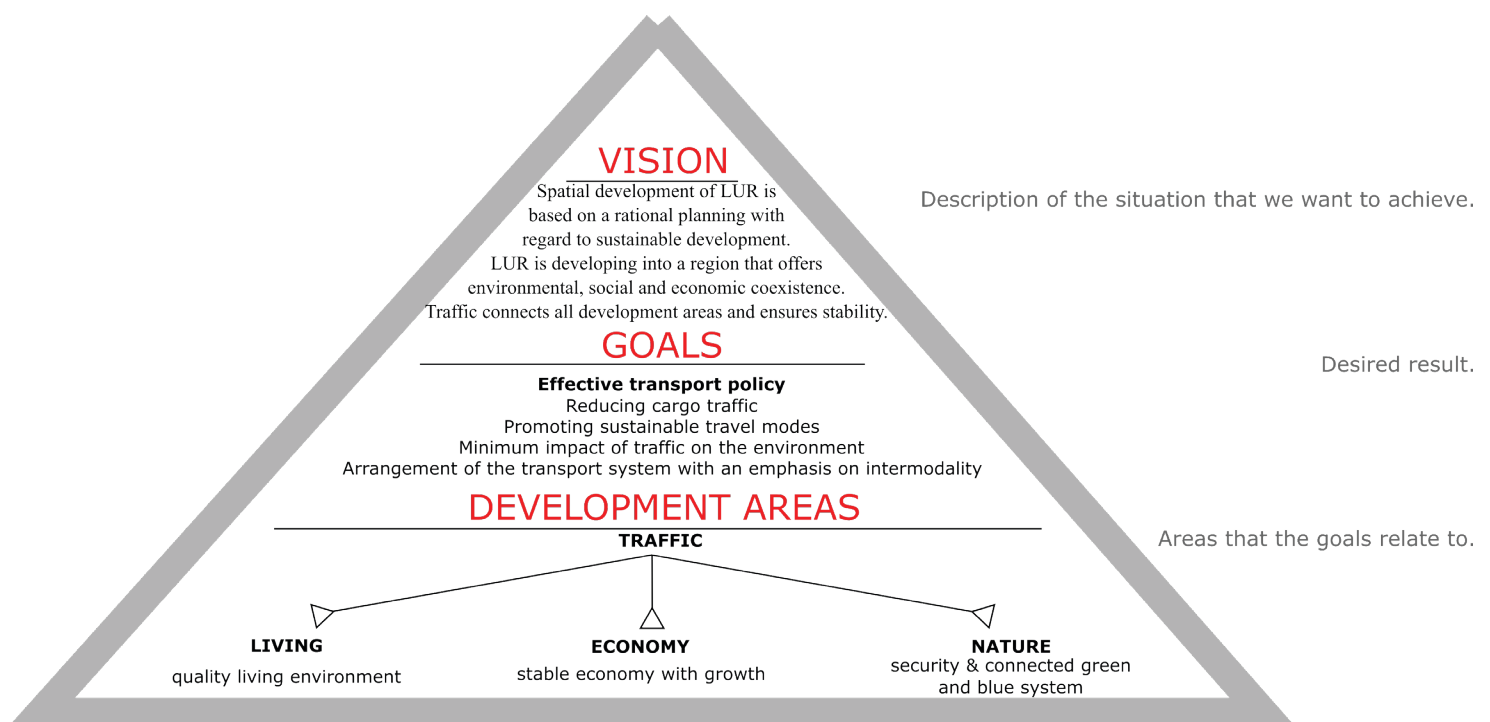 VISION
Spatial development of LUR is
based on a rational planning with
regard to sustainable development.
LUR is developing into a region that offers
environmental, social and economic coexistence.
Traffic connects all development areas and ensures stability.
Description of the situation that we want to achieve.
GOALS
Desired result.
Effective transport policy
Reducing cargo traffic
Promoting sustainable travel modes
Minimum impact of traffic on the environment
Arrangement of the transport system with an emphasis on intermodality
DEVELOPMENT AREAS
Areas that the goals relate to.
TRAFFIC
LIVING
quality living environment
ECONOMY
stable economy with growth
NATURE
security & connected green
and blue system